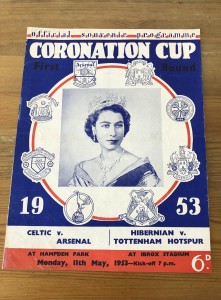 official souvenir programme
CORONATION CUP
First Round
Arsenal
19 53
CELTIC v. ARSENAL
HIBERNIAN v. TOTTENHAM HOTSPUR
AT HAMPDEN PARK
AT IBROX STADIUM
Monday, 11th May, 1953—Kick-off 7 p.m.
6D.